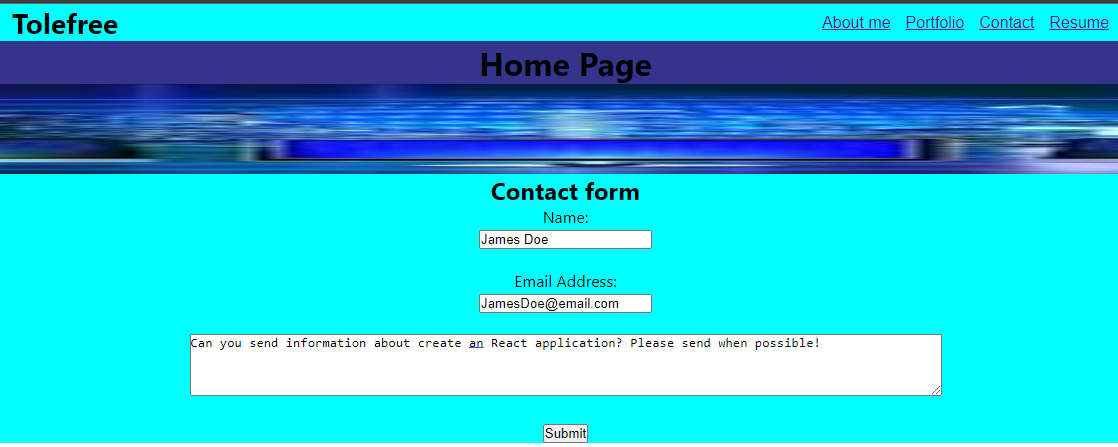 Tolefree
About me Portfolio Contact Resume
Home Page
Contact form
Name:
James Doe
Email Address:
JamesDoe@email.com
Can you send information about create an React application? Please send when possible!
Submit